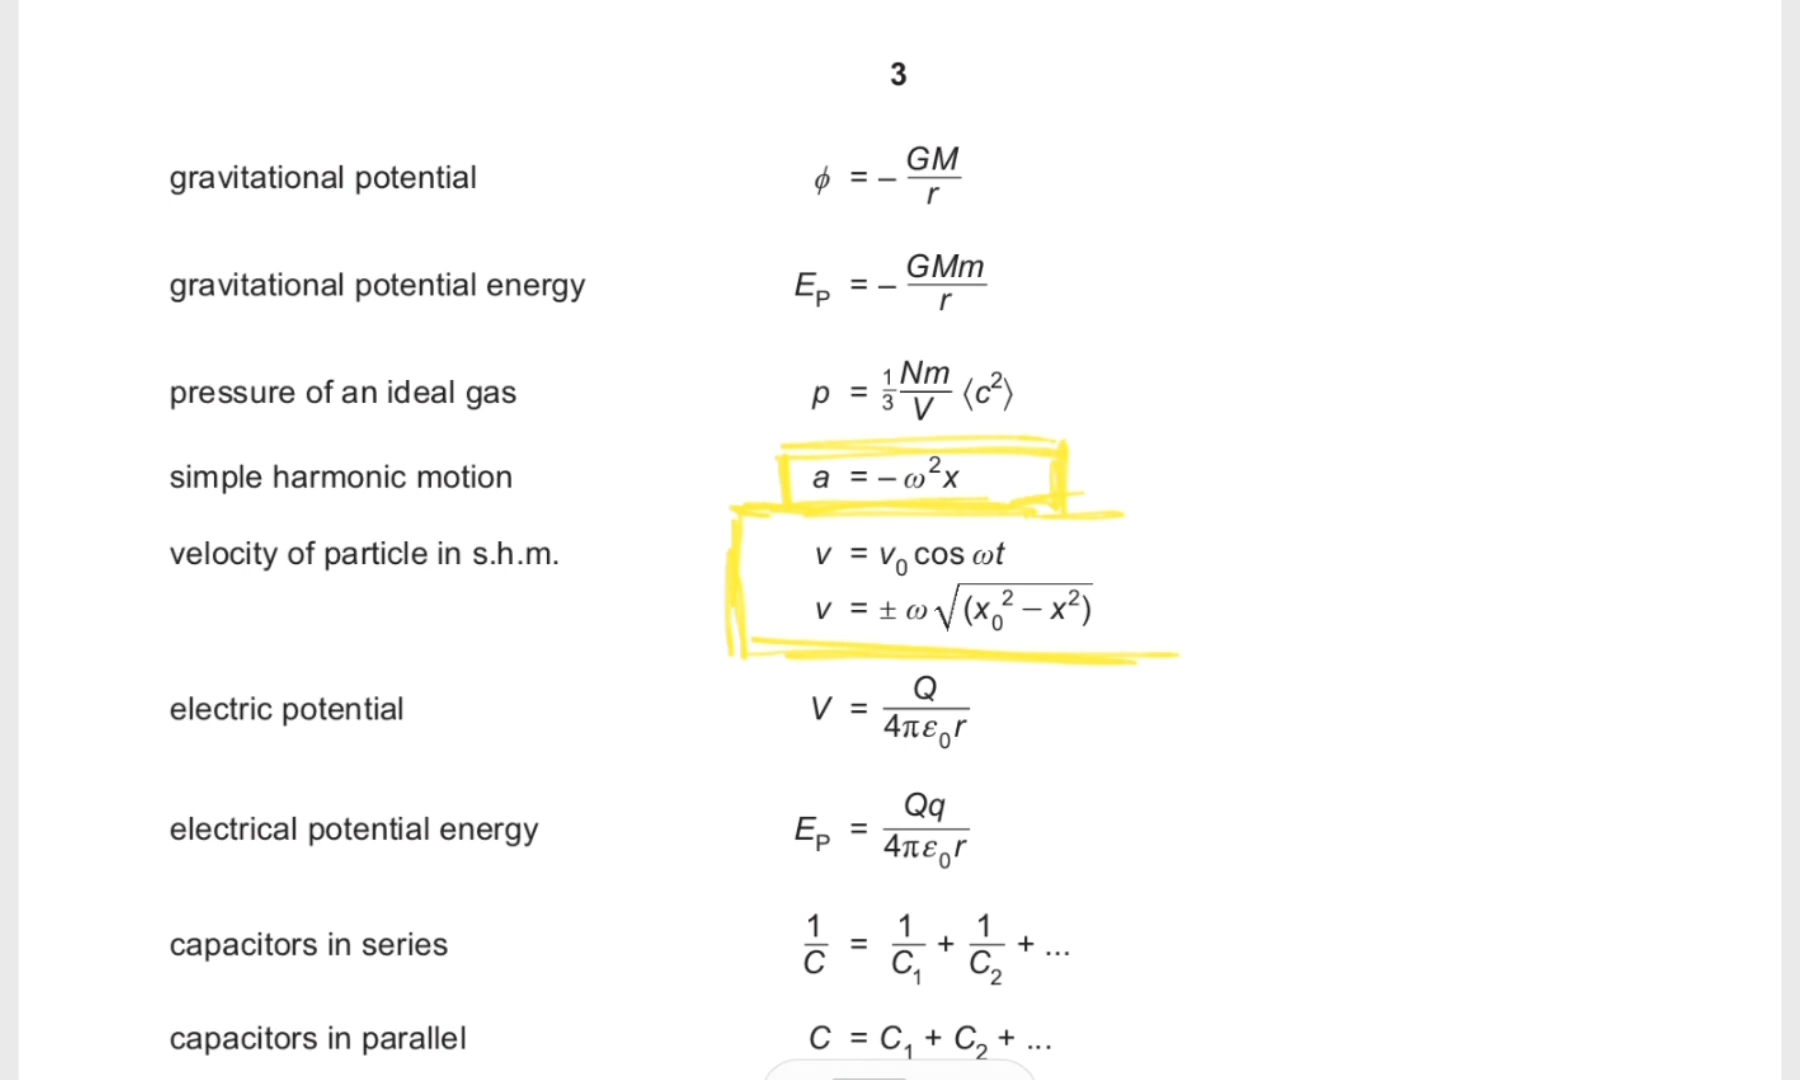 3
gravitational potential ϕ = − GM/r
gravitational potential energy E_P = − GMm/r
pressure of an ideal gas p = 1/3 Nm/V ⟨c²⟩
simple harmonic motion a = − ω²x
velocity of particle in s.h.m. v = v₀ cos ωt
v = ± ω√(x₀² − x²)
electric potential V = Q/4πε₀r
electrical potential energy E_P = Qq/4πε₀r
capacitors in series 1/C = 1/C₁ + 1/C₂ + ...
capacitors in parallel C = C₁ + C₂ + ...